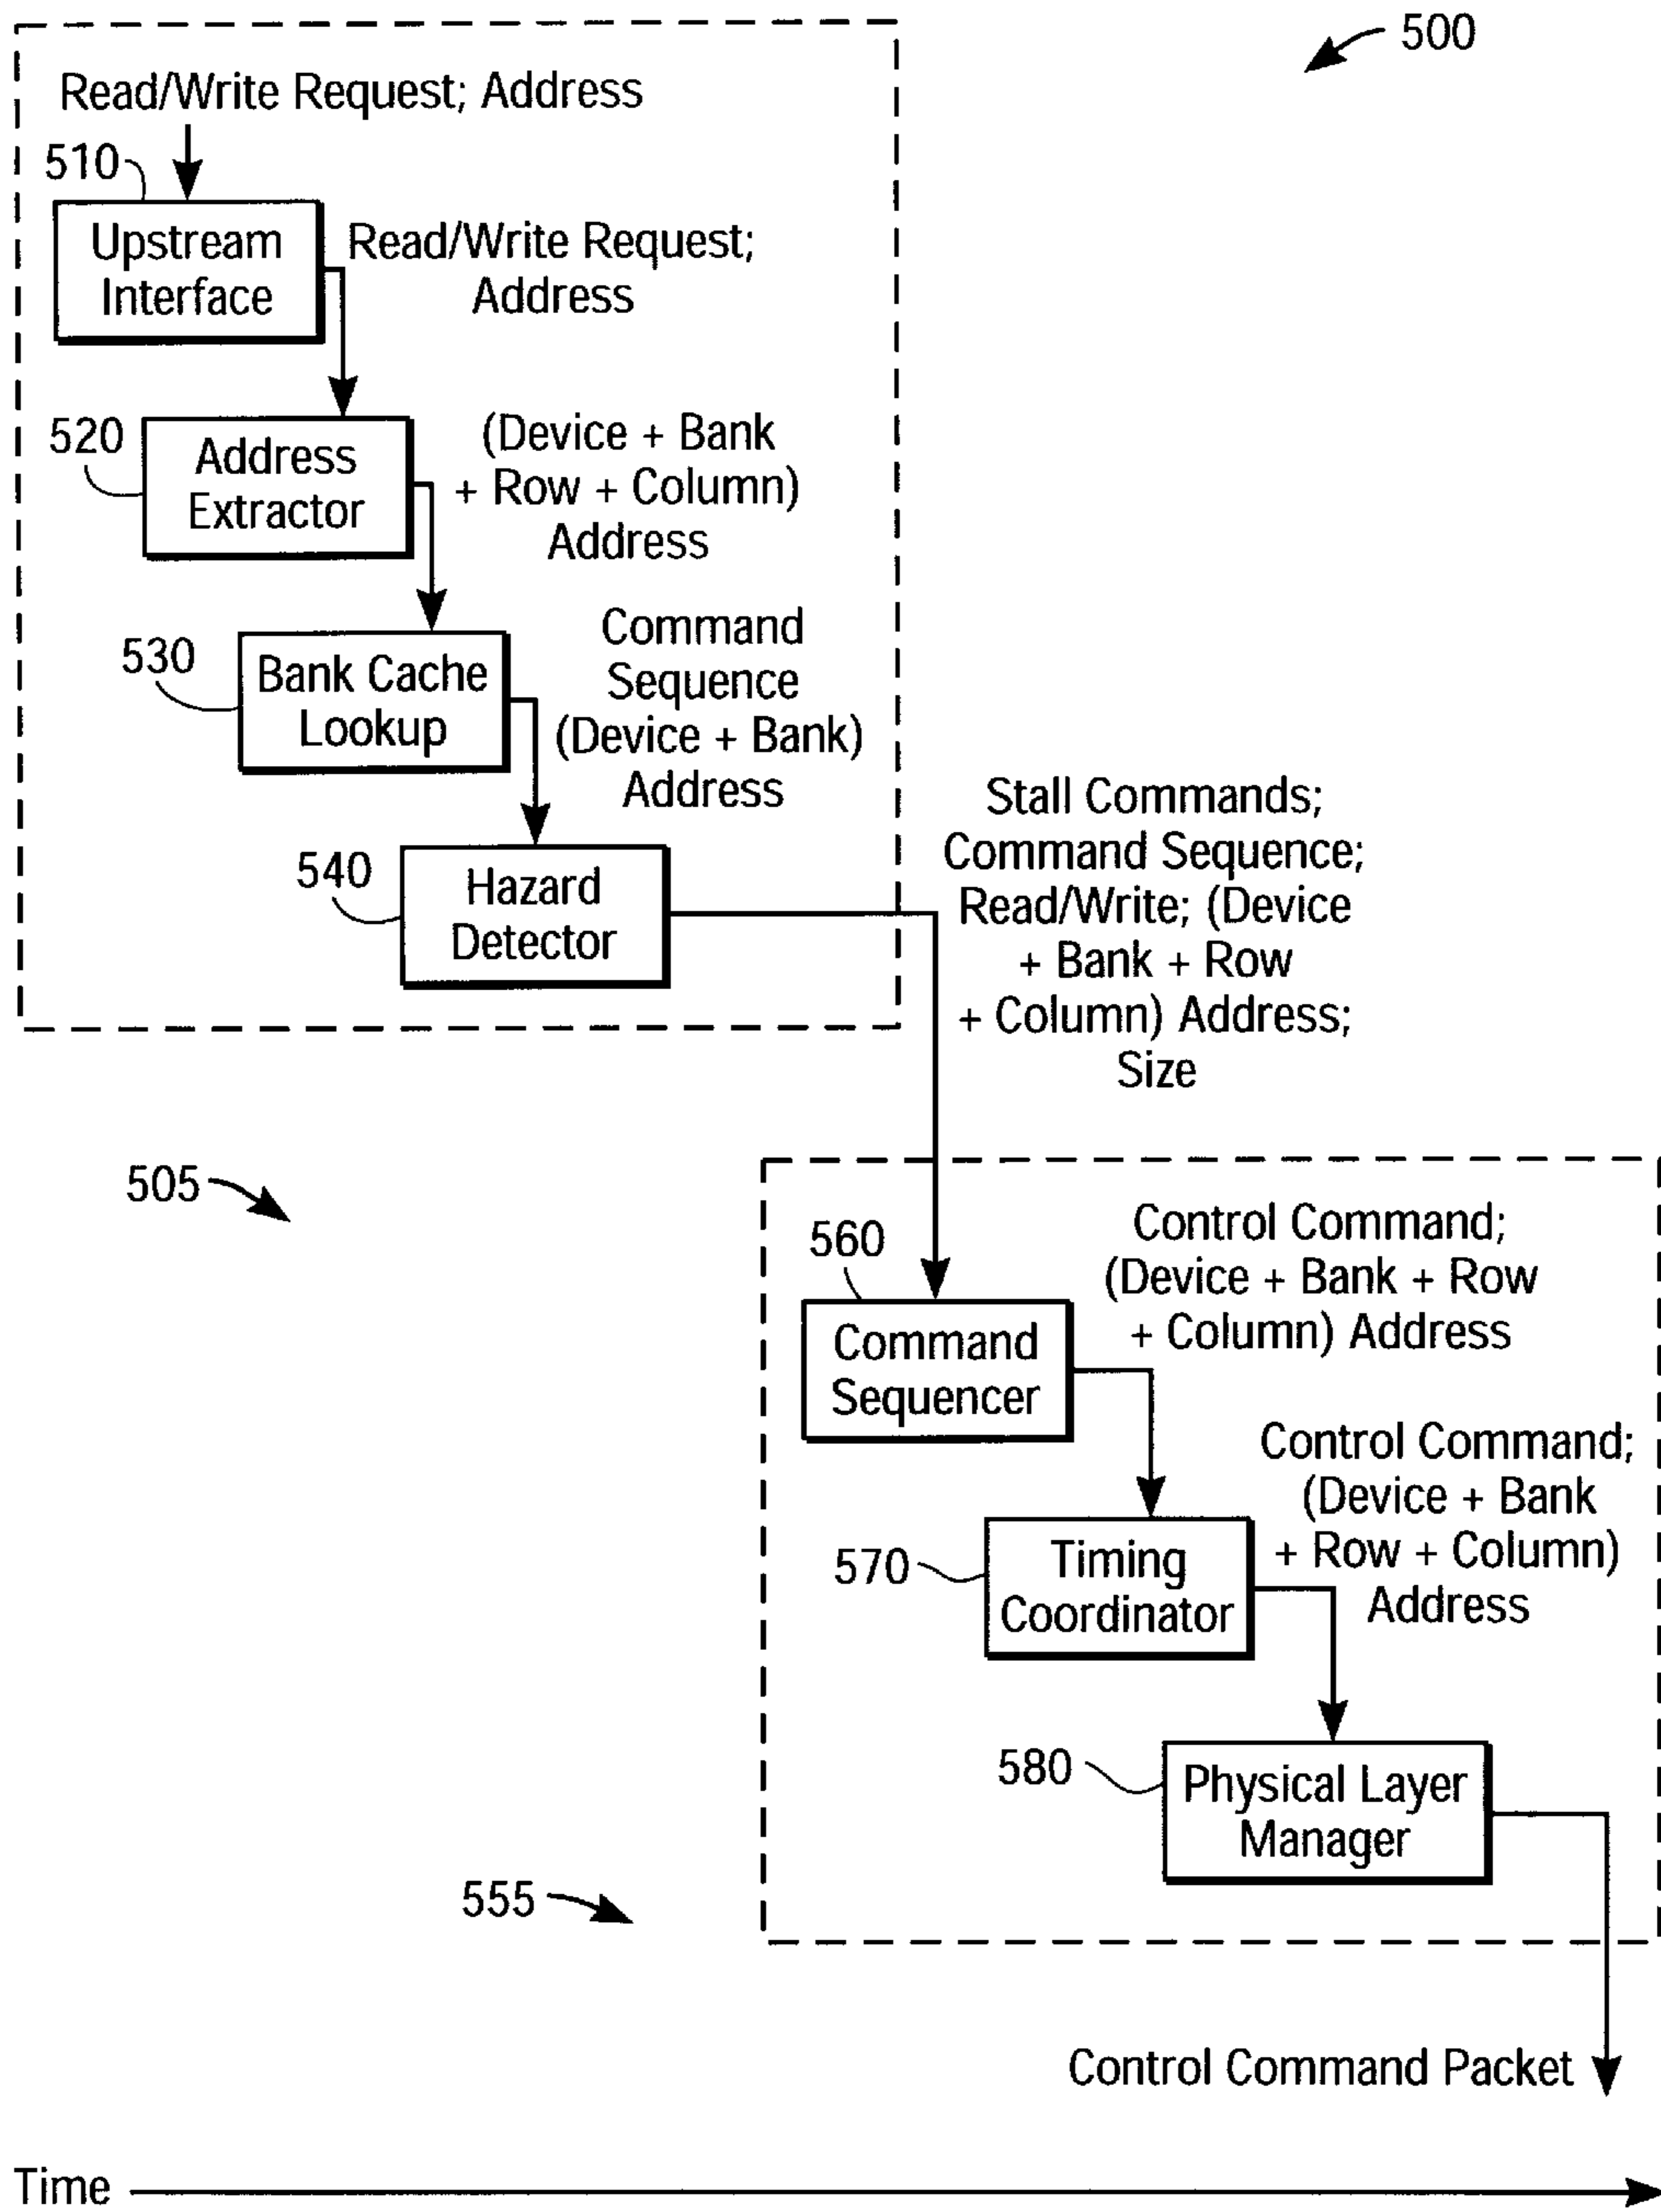 500
Read/Write Request; Address
510
Upstream
Interface
Read/Write Request;
Address
520
Address
Extractor
(Device + Bank
+ Row + Column)
Address
530
Bank Cache
Lookup
Command
Sequence
(Device + Bank)
Address
540
Hazard
Detector
Stall Commands;
Command Sequence;
Read/Write; (Device
+ Bank + Row
+ Column) Address;
Size
505
560
Command
Sequencer
Control Command;
(Device + Bank + Row
+ Column) Address
570
Timing
Coordinator
Control Command;
(Device + Bank
+ Row + Column)
Address
580
Physical Layer
Manager
555
Control Command Packet
Time